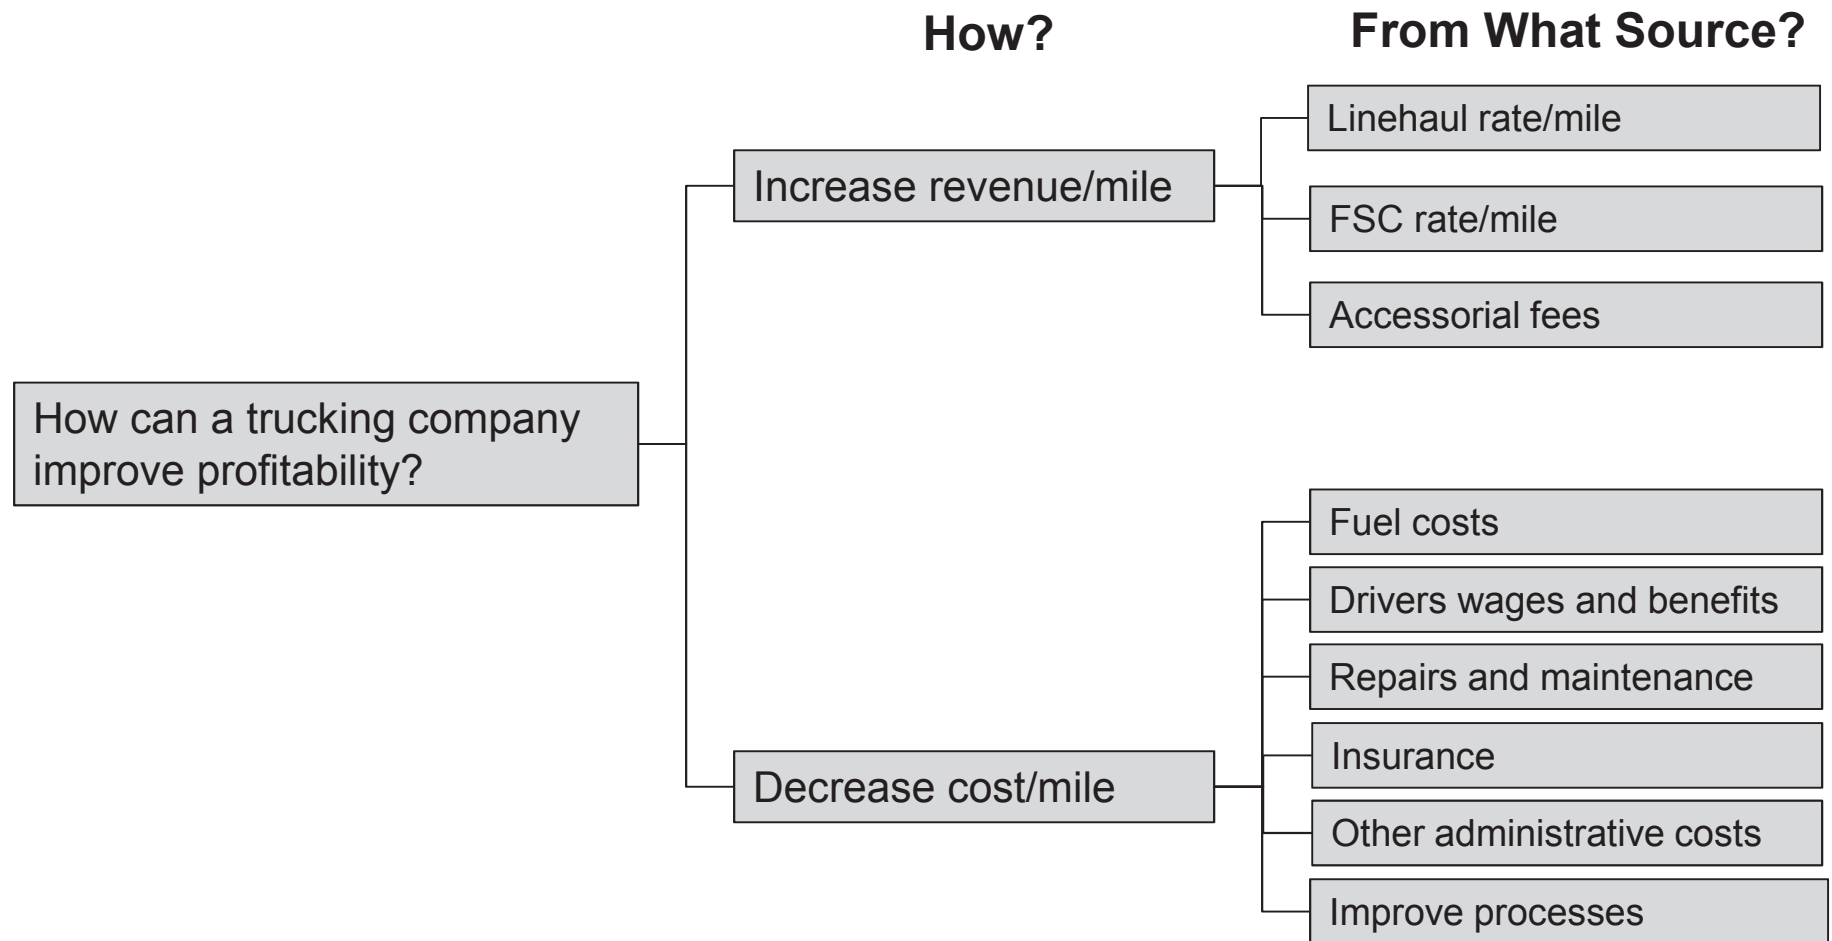 How?
From What Source?
Linehaul rate/mile
Increase revenue/mile
FSC rate/mile
Accessorial fees
How can a trucking company
improve profitability?
Fuel costs
Drivers wages and benefits
Repairs and maintenance
Insurance
Decrease cost/mile
Other administrative costs
Improve processes